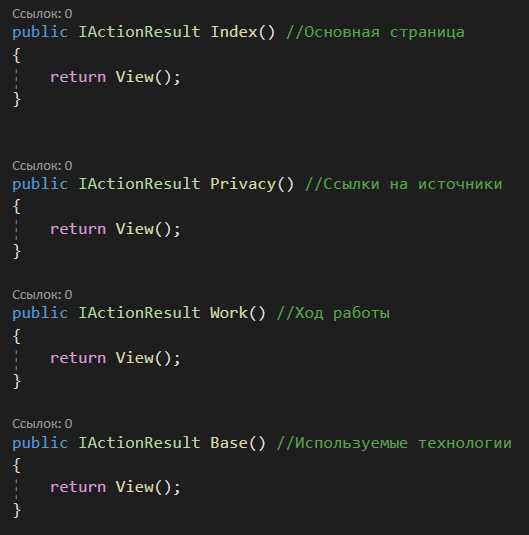 Ссылок: 0
public IActionResult Index() //Основная страница
{
return View();
}
Ссылок: 0
public IActionResult Privacy() //Ссылки на источники
{
return View();
}
Ссылок: 0
public IActionResult Work() //Ход работы
{
return View();
}
Ссылок: 0
public IActionResult Base() //Используемые технологии
{
return View();
}